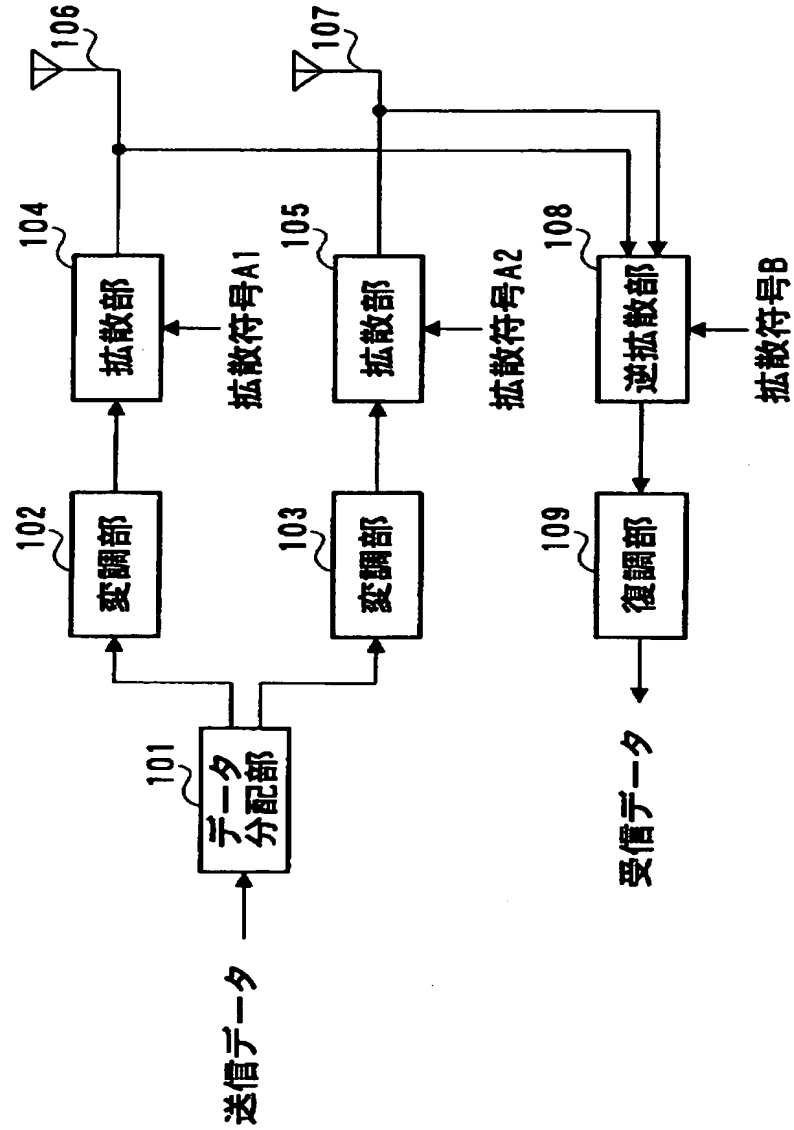 送信データ
101
データ
分配部
102
変調部
104
拡散部
拡散符号A1
106
103
変調部
105
拡散部
拡散符号A2
107
受信データ
109
復調部
108
逆拡散部
拡散符号B